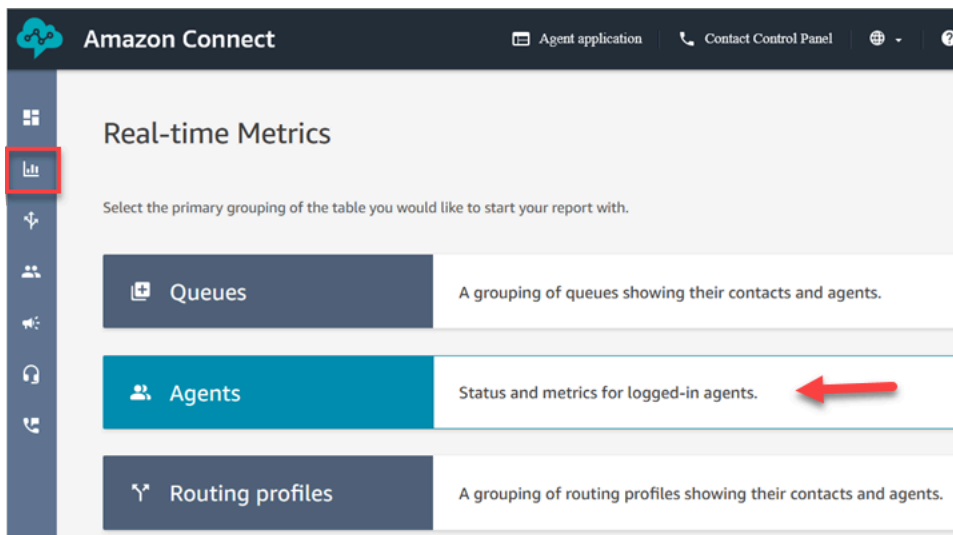 Amazon Connect
Agent application
Contact Control Panel
Real-time Metrics
Select the primary grouping of the table you would like to start your report with.
Queues
A grouping of queues showing their contacts and agents.
Agents
Status and metrics for logged-in agents.
Routing profiles
A grouping of routing profiles showing their contacts and agents.